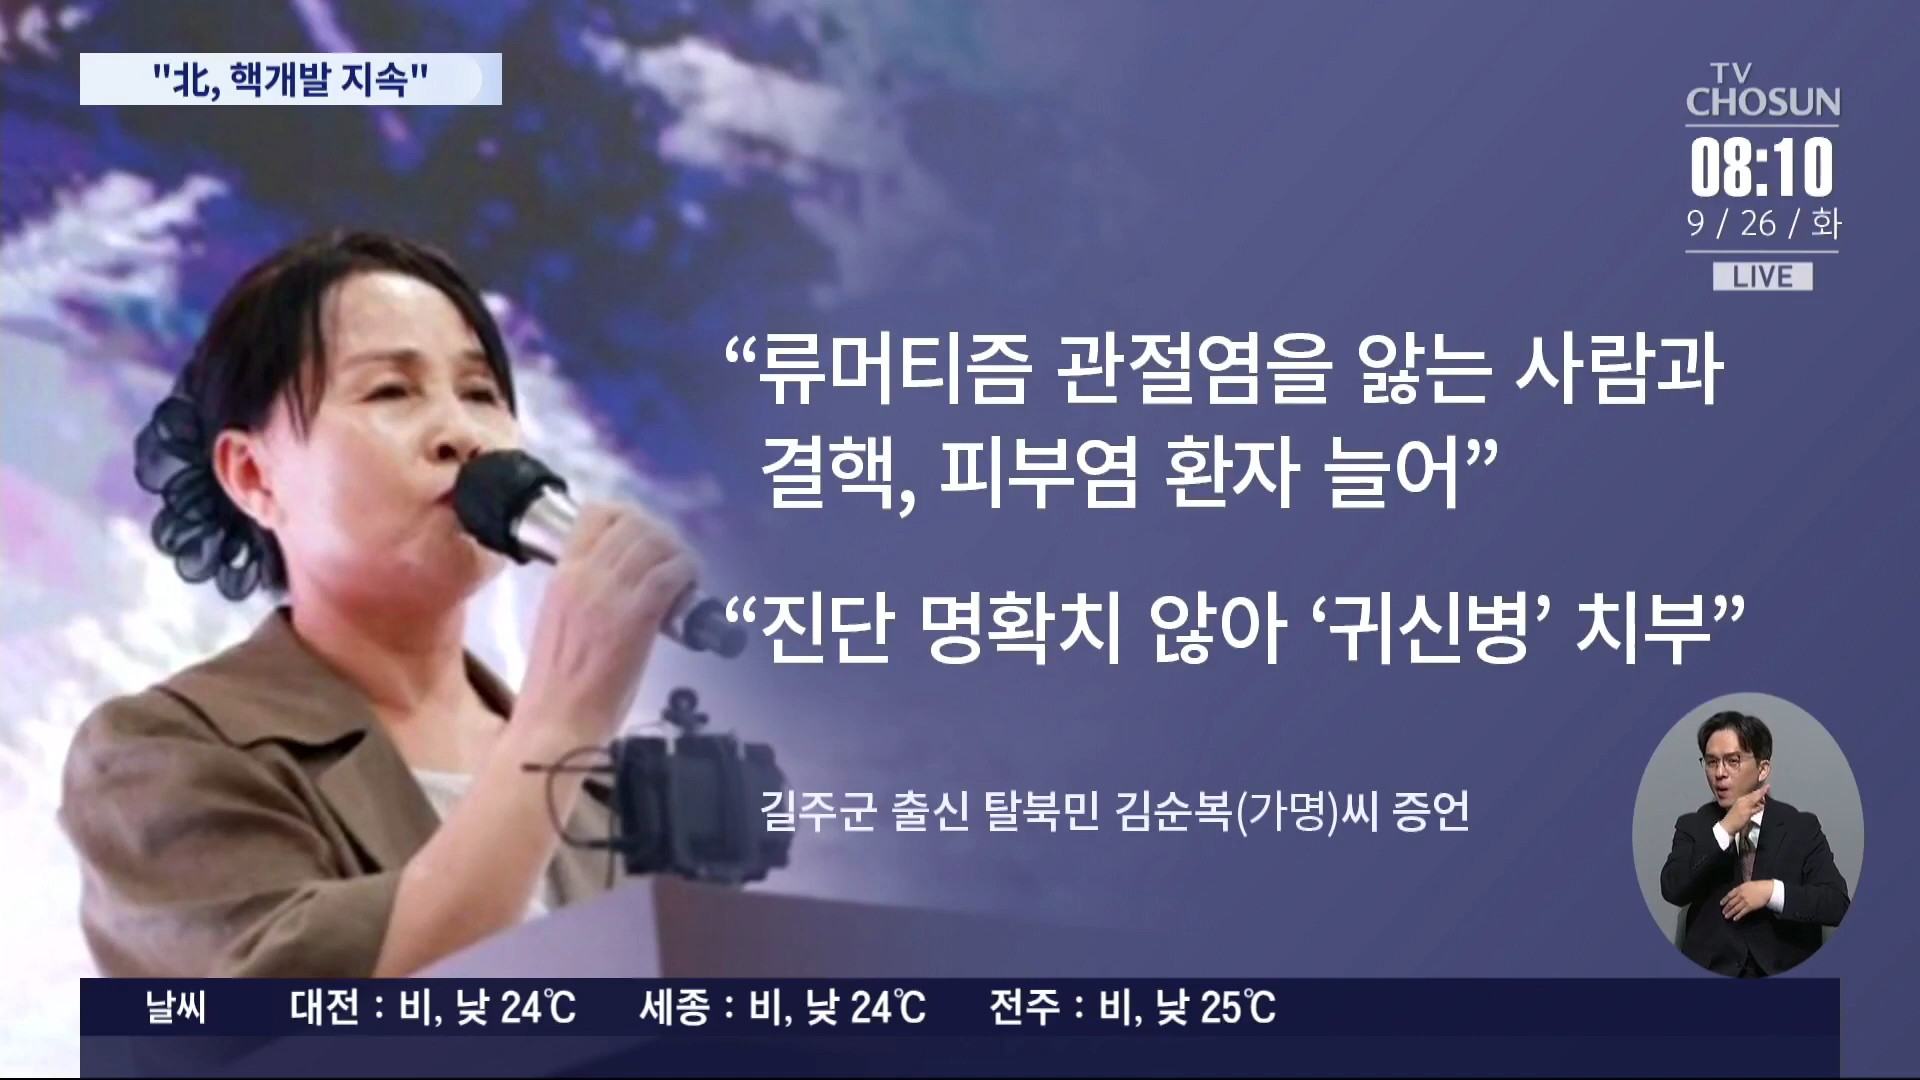 "北, 핵개발 지속"
TV
CHOSUN
08:10
9 / 26 / 화
LIVE
“류머티즘 관절염을 앓는 사람과
결핵, 피부염 환자 늘어”
“진단 명확치 않아 ‘귀신병’ 치부”
길주군 출신 탈북민 김순복(가명)씨 증언
날씨 대전 : 비, 낮 24℃ 세종 : 비, 낮 24℃ 전주 : 비, 낮 25℃